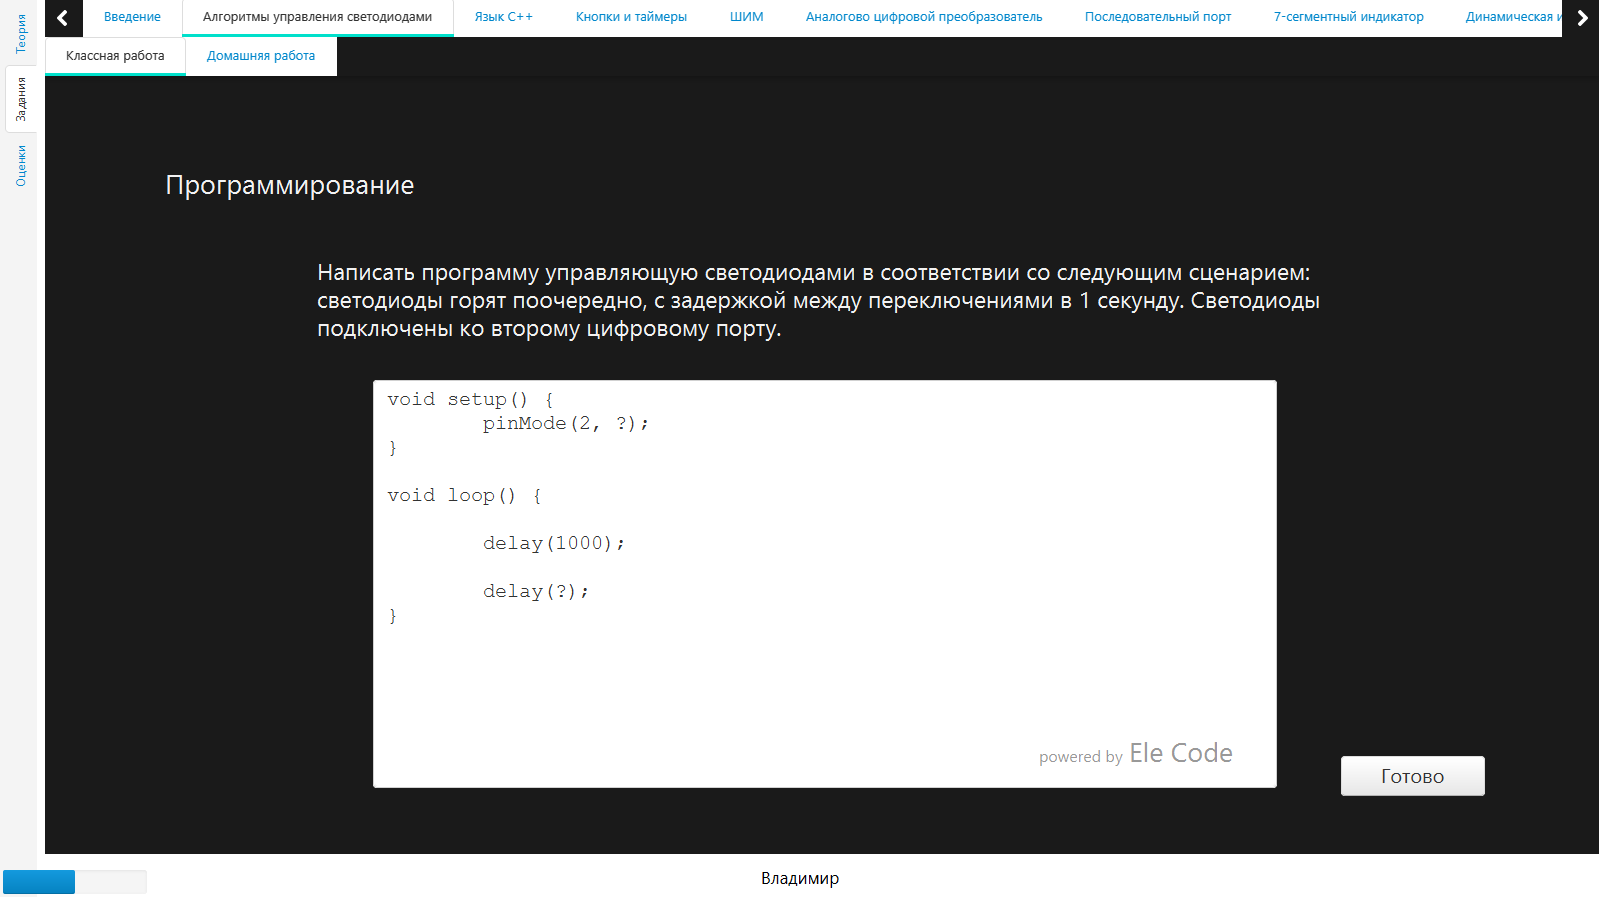 Теория
Задания
Оценки
Введение
Алгоритмы управления светодиодами
Язык C++
Кнопки и таймеры
ШИМ
Аналогово цифровой преобразователь
Последовательный порт
7-сегментный индикатор
Динамическая и
Классная работа
Домашняя работа
Программирование
Написать программу управляющую светодиодами в соответствии со следующим сценарием:
светодиоды горят поочередно, с задержкой между переключениями в 1 секунду. Светодиоды
подключены ко второму цифровому порту.
void setup() {
pinMode(2, ?);
}
void loop() {
delay(1000);
delay(?);
}
powered by Ele Code
Готово
Владимир